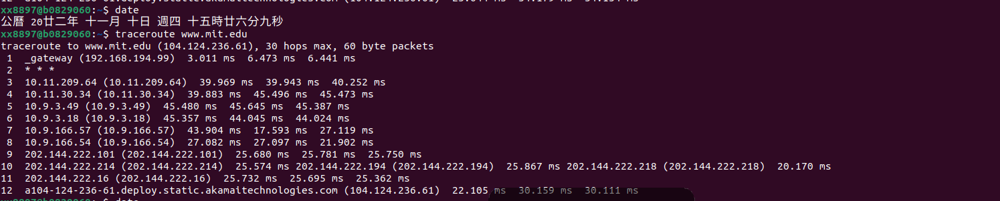 xx8897@b0829060:~$ date
公曆 20廿二年 十一月 十日 週四 十五時廿六分九秒
xx8897@b0829060:~$ traceroute www.mit.edu
traceroute to www.mit.edu (104.124.236.61), 30 hops max, 60 byte packets
 1  _gateway (192.168.194.99)  3.011 ms  6.473 ms  6.441 ms
 2  * * *
 3  10.11.209.64 (10.11.209.64)  39.969 ms  39.943 ms  40.252 ms
 4  10.11.30.34 (10.11.30.34)  39.883 ms  45.496 ms  45.473 ms
 5  10.9.3.49 (10.9.3.49)  45.480 ms  45.645 ms  45.387 ms
 6  10.9.3.18 (10.9.3.18)  45.357 ms  44.045 ms  44.024 ms
 7  10.9.166.57 (10.9.166.57)  43.904 ms  17.593 ms  27.119 ms
 8  10.9.166.54 (10.9.166.54)  27.082 ms  27.097 ms  21.902 ms
 9  202.144.222.101 (202.144.222.101)  25.680 ms  25.781 ms  25.750 ms
10  202.144.222.214 (202.144.222.214)  25.574 ms 202.144.222.194 (202.144.222.194)  25.867 ms 202.144.222.218 (202.144.222.218)  20.170 ms
11  202.144.222.16 (202.144.222.16)  25.732 ms  25.695 ms  25.362 ms
12  a104-124-236-61.deploy.static.akamaitechnologies.com (104.124.236.61)  22.105 ms  30.159 ms  30.111 ms